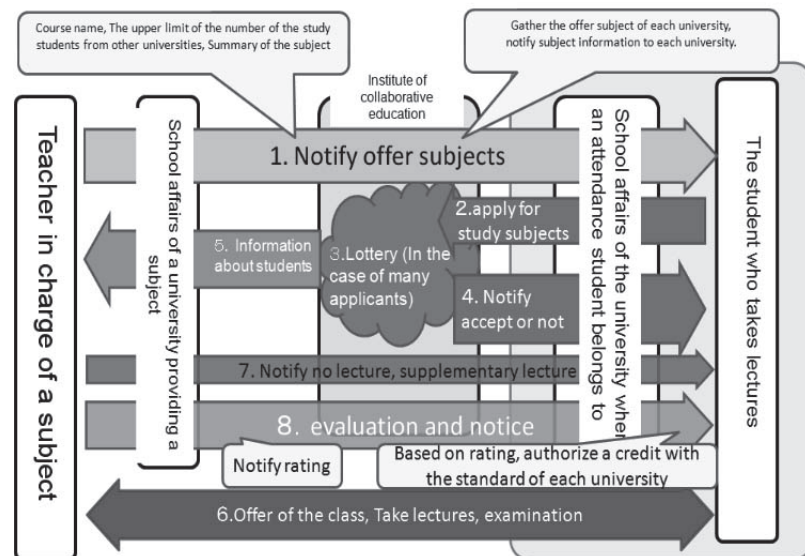 Course name, The upper limit of the number of the study
students from other universities, Summary of the subject
Gather the offer subject of each university,
notify subject information to each university.
Institute of
collaborative
education
Teacher in charge of a subject
School affairs of a university providing a
subject
School affairs of the university where
an attendance student belongs to
The student who takes lectures
1. Notify offer subjects
2.apply for
study subjects
3.Lottery (In the
case of many
applicants)
5. Information
about students
4. Notify
accept or not
7. Notify no lecture, supplementary lecture
8. evaluation and notice
Notify rating
Based on rating, authorize a credit with
the standard of each university
6.Offer of the class, Take lectures, examination